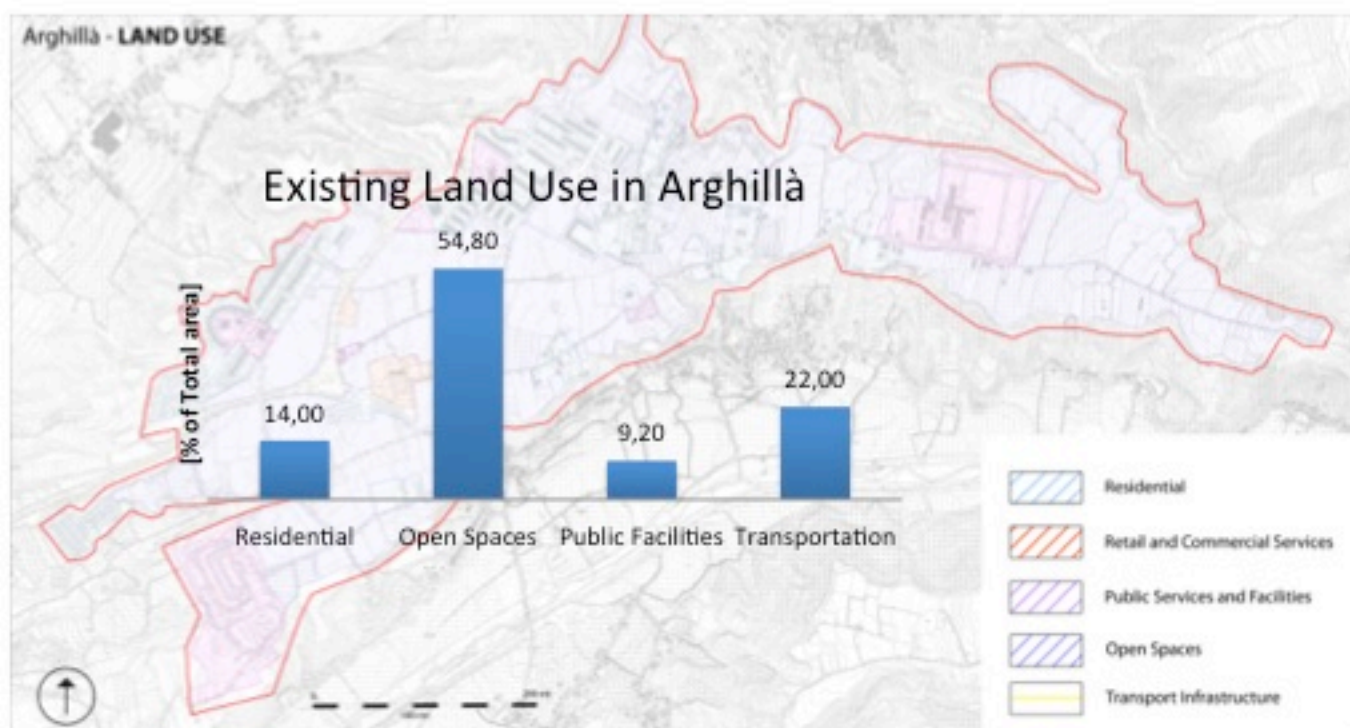 Arghillà - LAND USE
Existing Land Use in Arghillà
[% of Total area]
14,00
54,80
9,20
22,00
Residential
Open Spaces
Public Facilities
Transportation
Residential
Retail and Commercial Services
Public Services and Facilities
Open Spaces
Transport Infrastructure